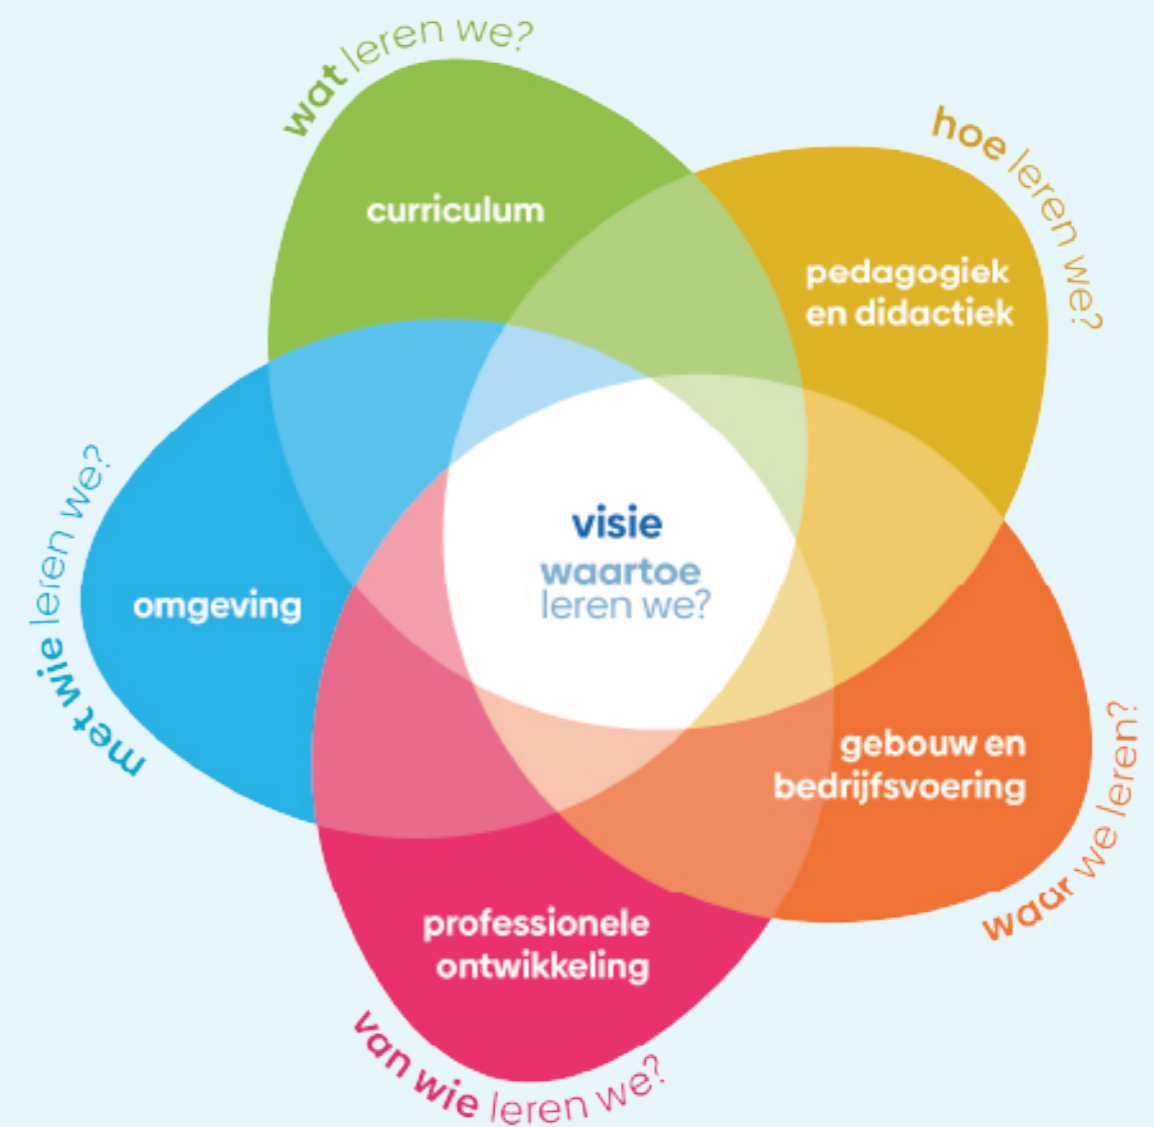 wat leren we?
curriculum
hoe leren we?
pedagogiek
en didactiek
visie
waartoe
leren we?
met wie leren we?
omgeving
gebouw en
bedrijfsvoering
waar we leren?
professionele
ontwikkeling
van wie leren we?